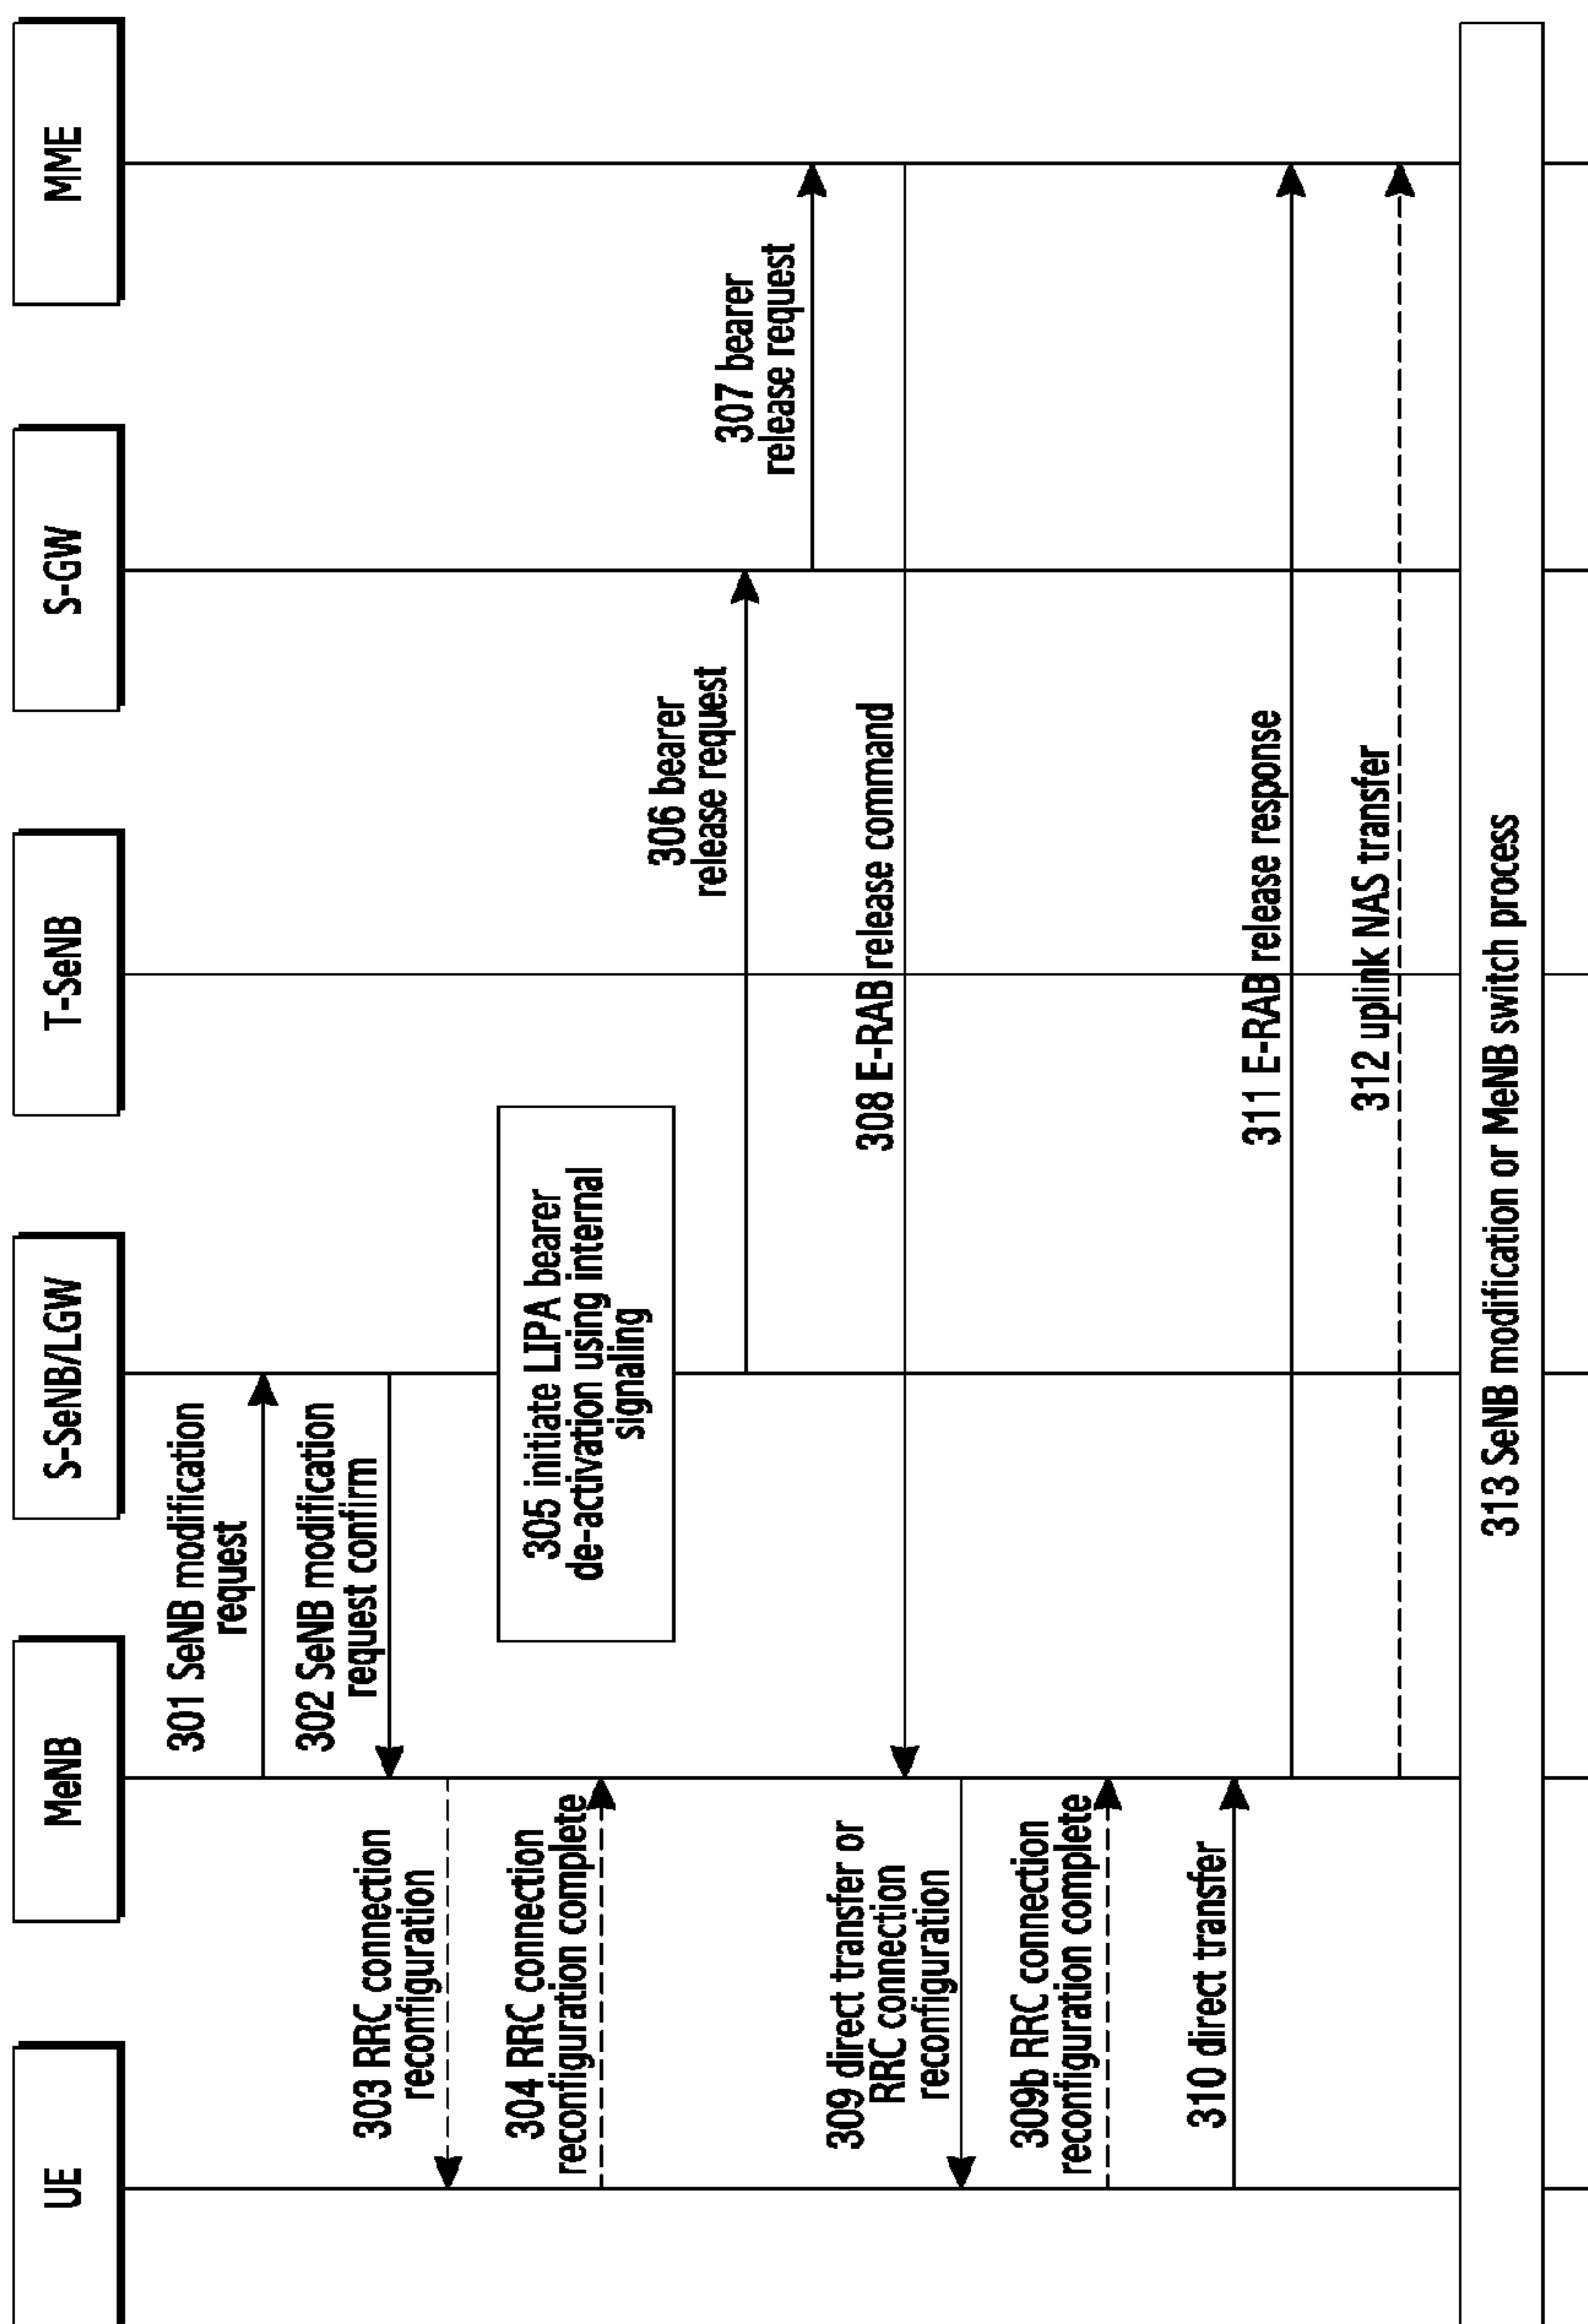 UE
MeNB
S-SeNB/LGW
T-SeNB
S-GW
MME
301 SeNB modification
request
302 SeNB modification
request confirm
303 RRC connection
reconfiguration
304 RRC connection
reconfiguration complete
305 initiate LIPA bearer
de-activation using internal
signaling
306 bearer
release request
307 bearer
release request
308 E-RAB release command
309 direct transfer or
RRC connection
reconfiguration
309b RRC connection
reconfiguration complete
310 direct transfer
311 E-RAB release response
312 uplink NAS transfer
313 SeNB modification or MeNB switch process